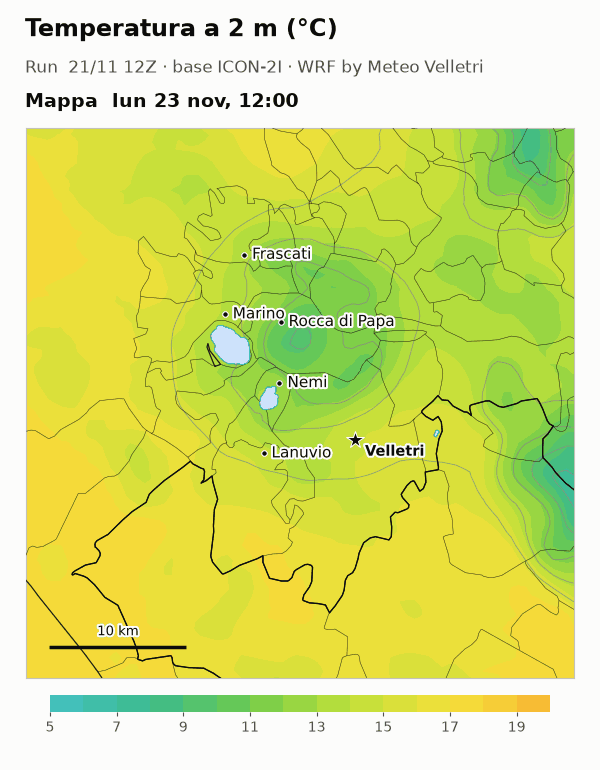 Temperatura a 2 m (°C)
Run  21/11 12Z · base ICON-2I · WRF by Meteo Velletri
Mappa  lun 23 nov, 12:00
Frascati
Marino
Rocca di Papa
Nemi
Lanuvio
Velletri
10 km
5 7 9 11 13 15 17 19